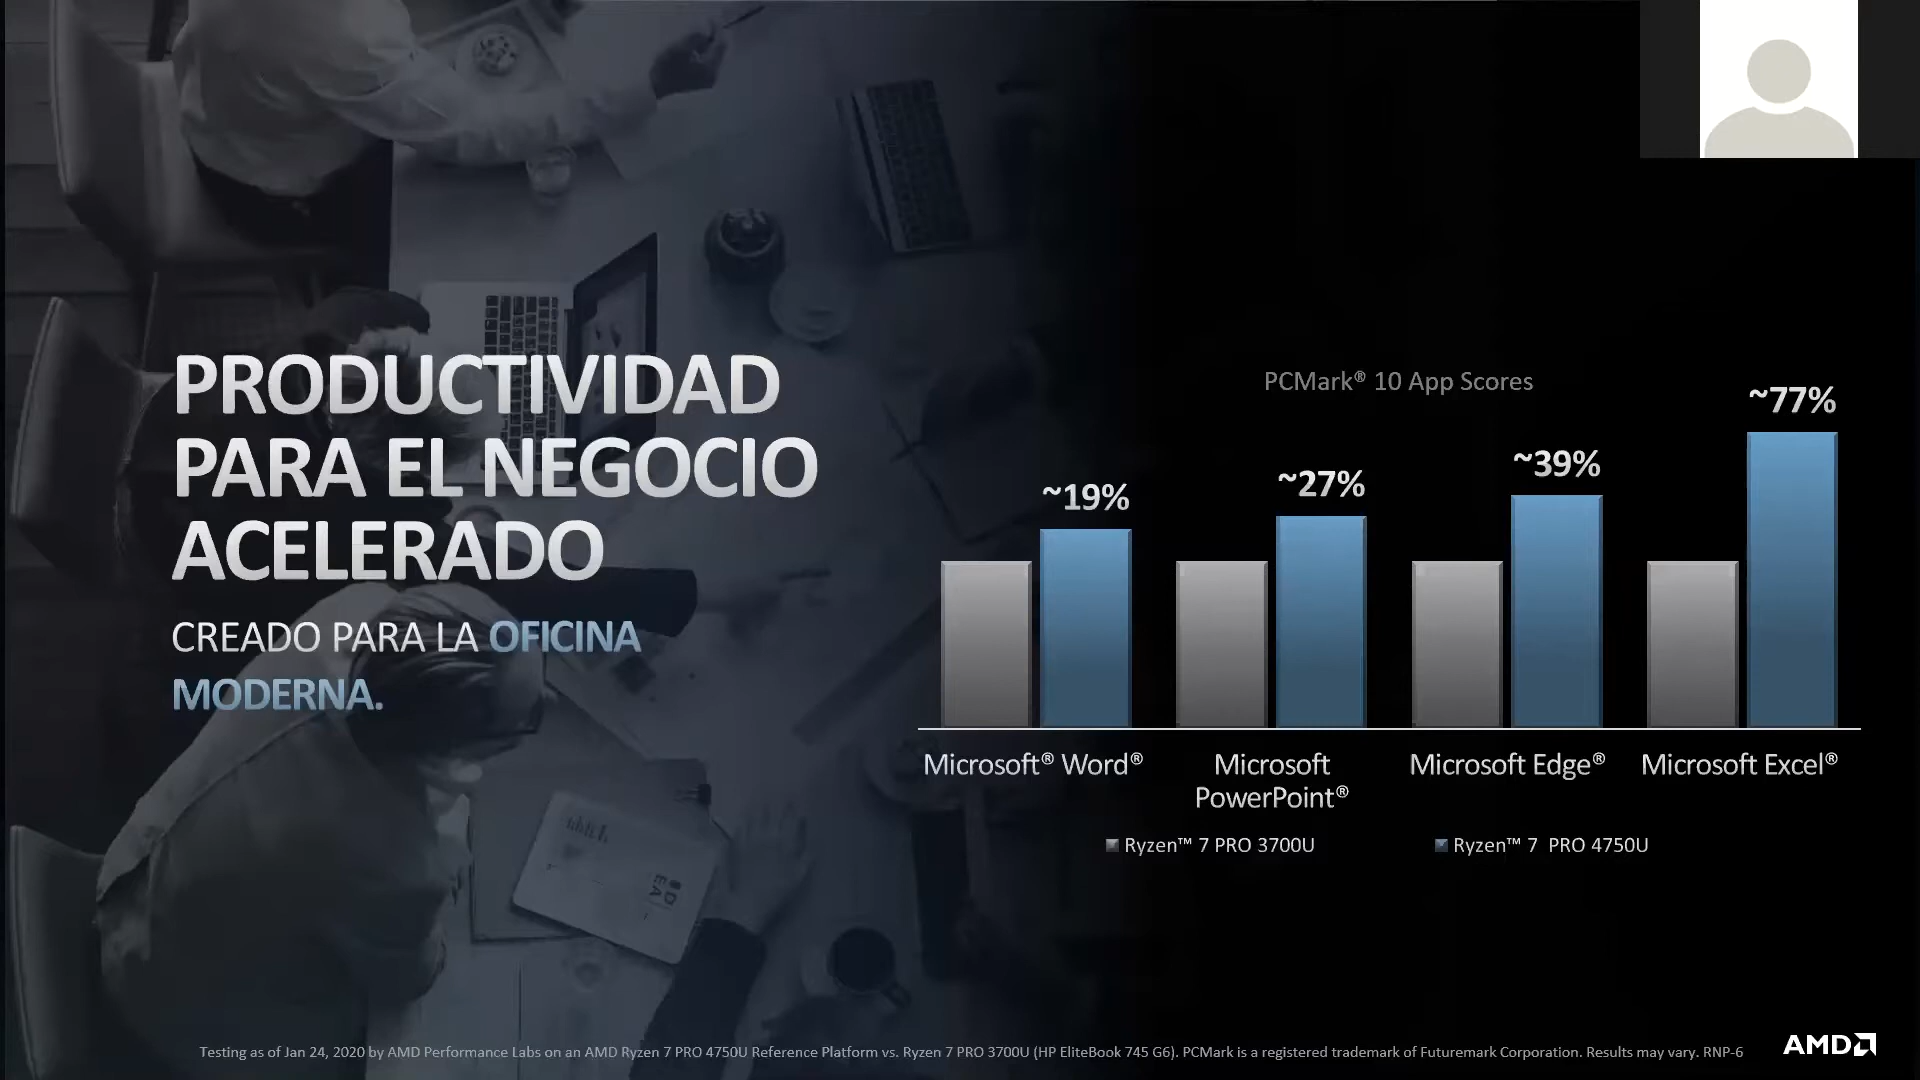 PRODUCTIVIDAD
PARA EL NEGOCIO
ACELERADO
CREADO PARA LA OFICINA
MODERNA.
PCMark® 10 App Scores
~19%
~27%
~39%
~77%
Microsoft® Word®
Microsoft
PowerPoint®
Microsoft Edge®
Microsoft Excel®
Ryzen™ 7 PRO 3700U
Ryzen™ 7 PRO 4750U
IDEA
Testing as of Jan 24, 2020 by AMD Performance Labs on an AMD Ryzen 7 PRO 4750U Reference Platform vs. Ryzen 7 PRO 3700U (HP EliteBook 745 G6). PCMark is a registered trademark of Futuremark Corporation. Results may vary. RNP-6
AMD